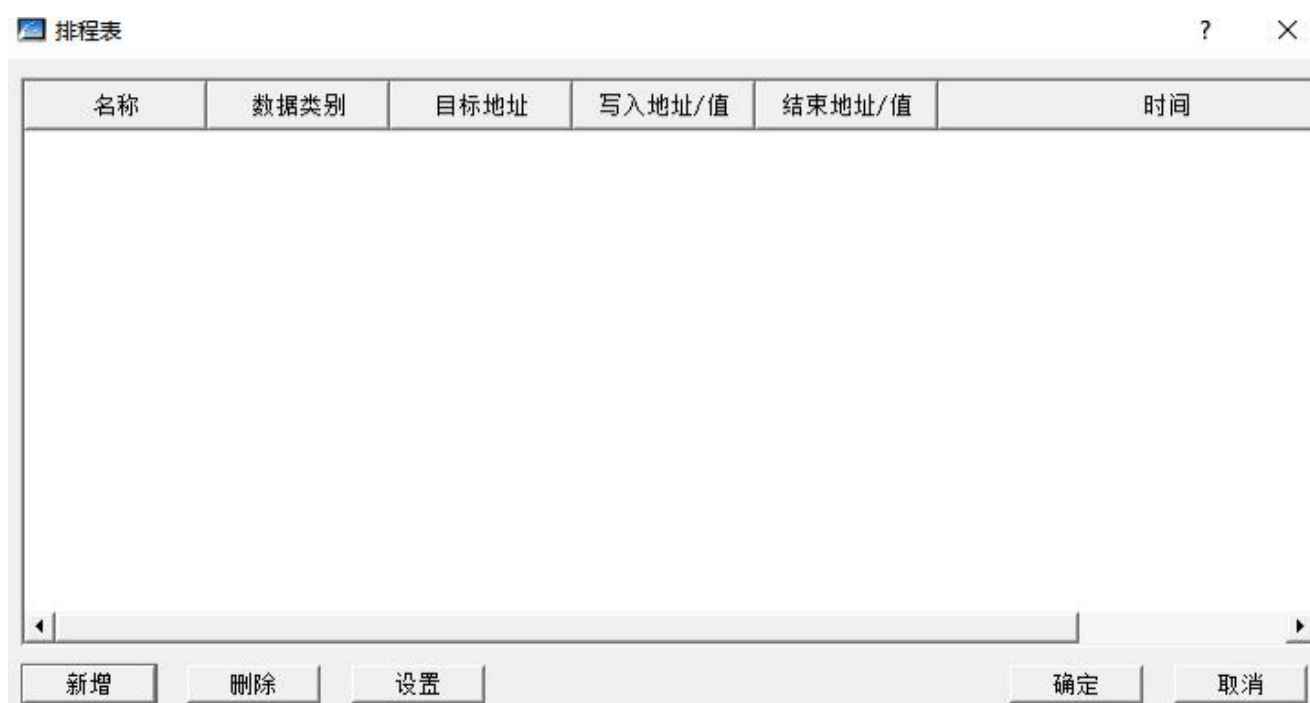 排程表
名称 数据类别 目标地址 写入地址/值 结束地址/值 时间
新增 删除 设置 确定 取消